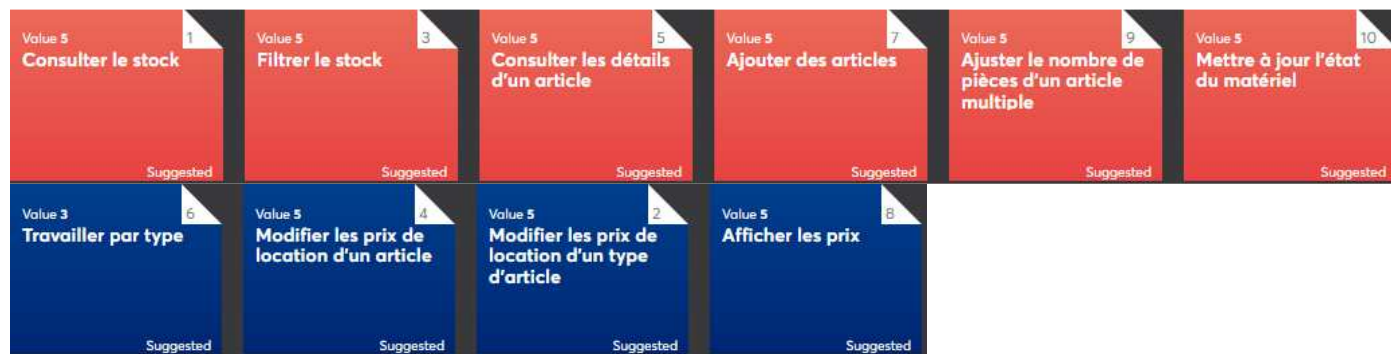 Value 5
1
Consulter le stock
Suggested
Value 5
3
Filtrer le stock
Suggested
Value 5
5
Consulter les détails
d'un article
Suggested
Value 5
7
Ajouter des articles
Suggested
Value 5
9
Ajuster le nombre de
pièces d'un article
multiple
Suggested
Value 5
10
Mettre à jour l'état
du matériel
Suggested
Value 3
6
Travailler par type
Suggested
Value 5
4
Modifier les prix de
location d'un article
Suggested
Value 5
2
Modifier les prix de
location d'un type
d'article
Suggested
Value 5
8
Afficher les prix
Suggested